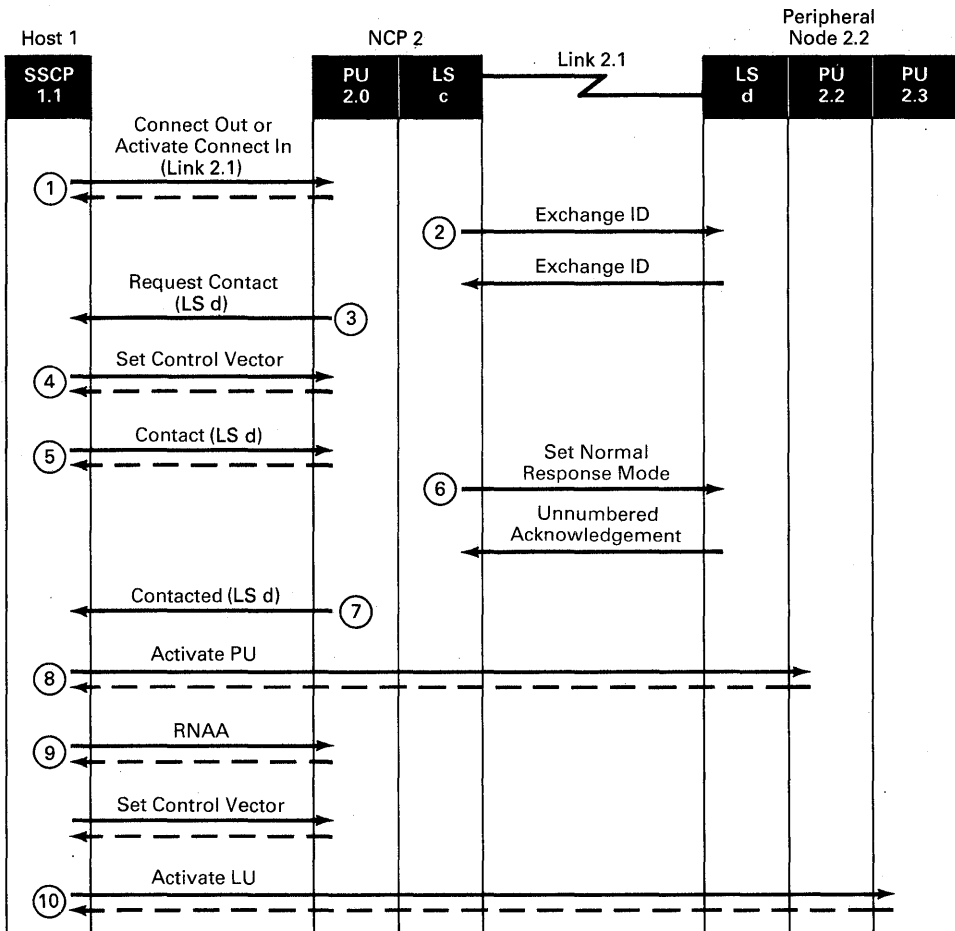 Host 1
NCP 2
Peripheral
Node 2.2
SSCP
1.1
PU
2.0
LS
c
Link 2.1
LS
d
PU
2.2
PU
2.3
Connect Out or
Activate Connect In
(Link 2.1)
1
2
Exchange ID
Exchange ID
Request Contact
(LS d)
3
Set Control Vector
4
Contact (LS d)
5
Set Normal
Response Mode
6
Unnumbered
Acknowledgement
Contacted (LS d)
7
Activate PU
8
RNAA
9
Set Control Vector
Activate LU
10